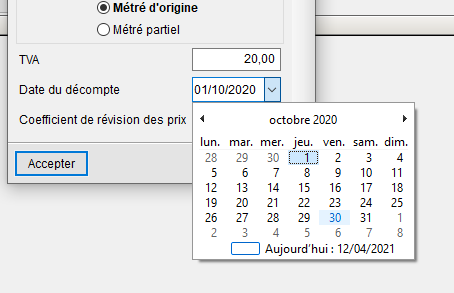 Métré d'origine
Métré partiel
TVA 20,00
Date du décompte 01/10/2020
Coefficient de révision des prix
Accepter
octobre 2020
lun. mar. mer. jeu. ven. sam. dim.
28 29 30 1 2 3 4
5 6 7 8 9 10 11
12 13 14 15 16 17 18
19 20 21 22 23 24 25
26 27 28 29 30 31 1
2 3 4 5 6 7 8
Aujourd'hui : 12/04/2021